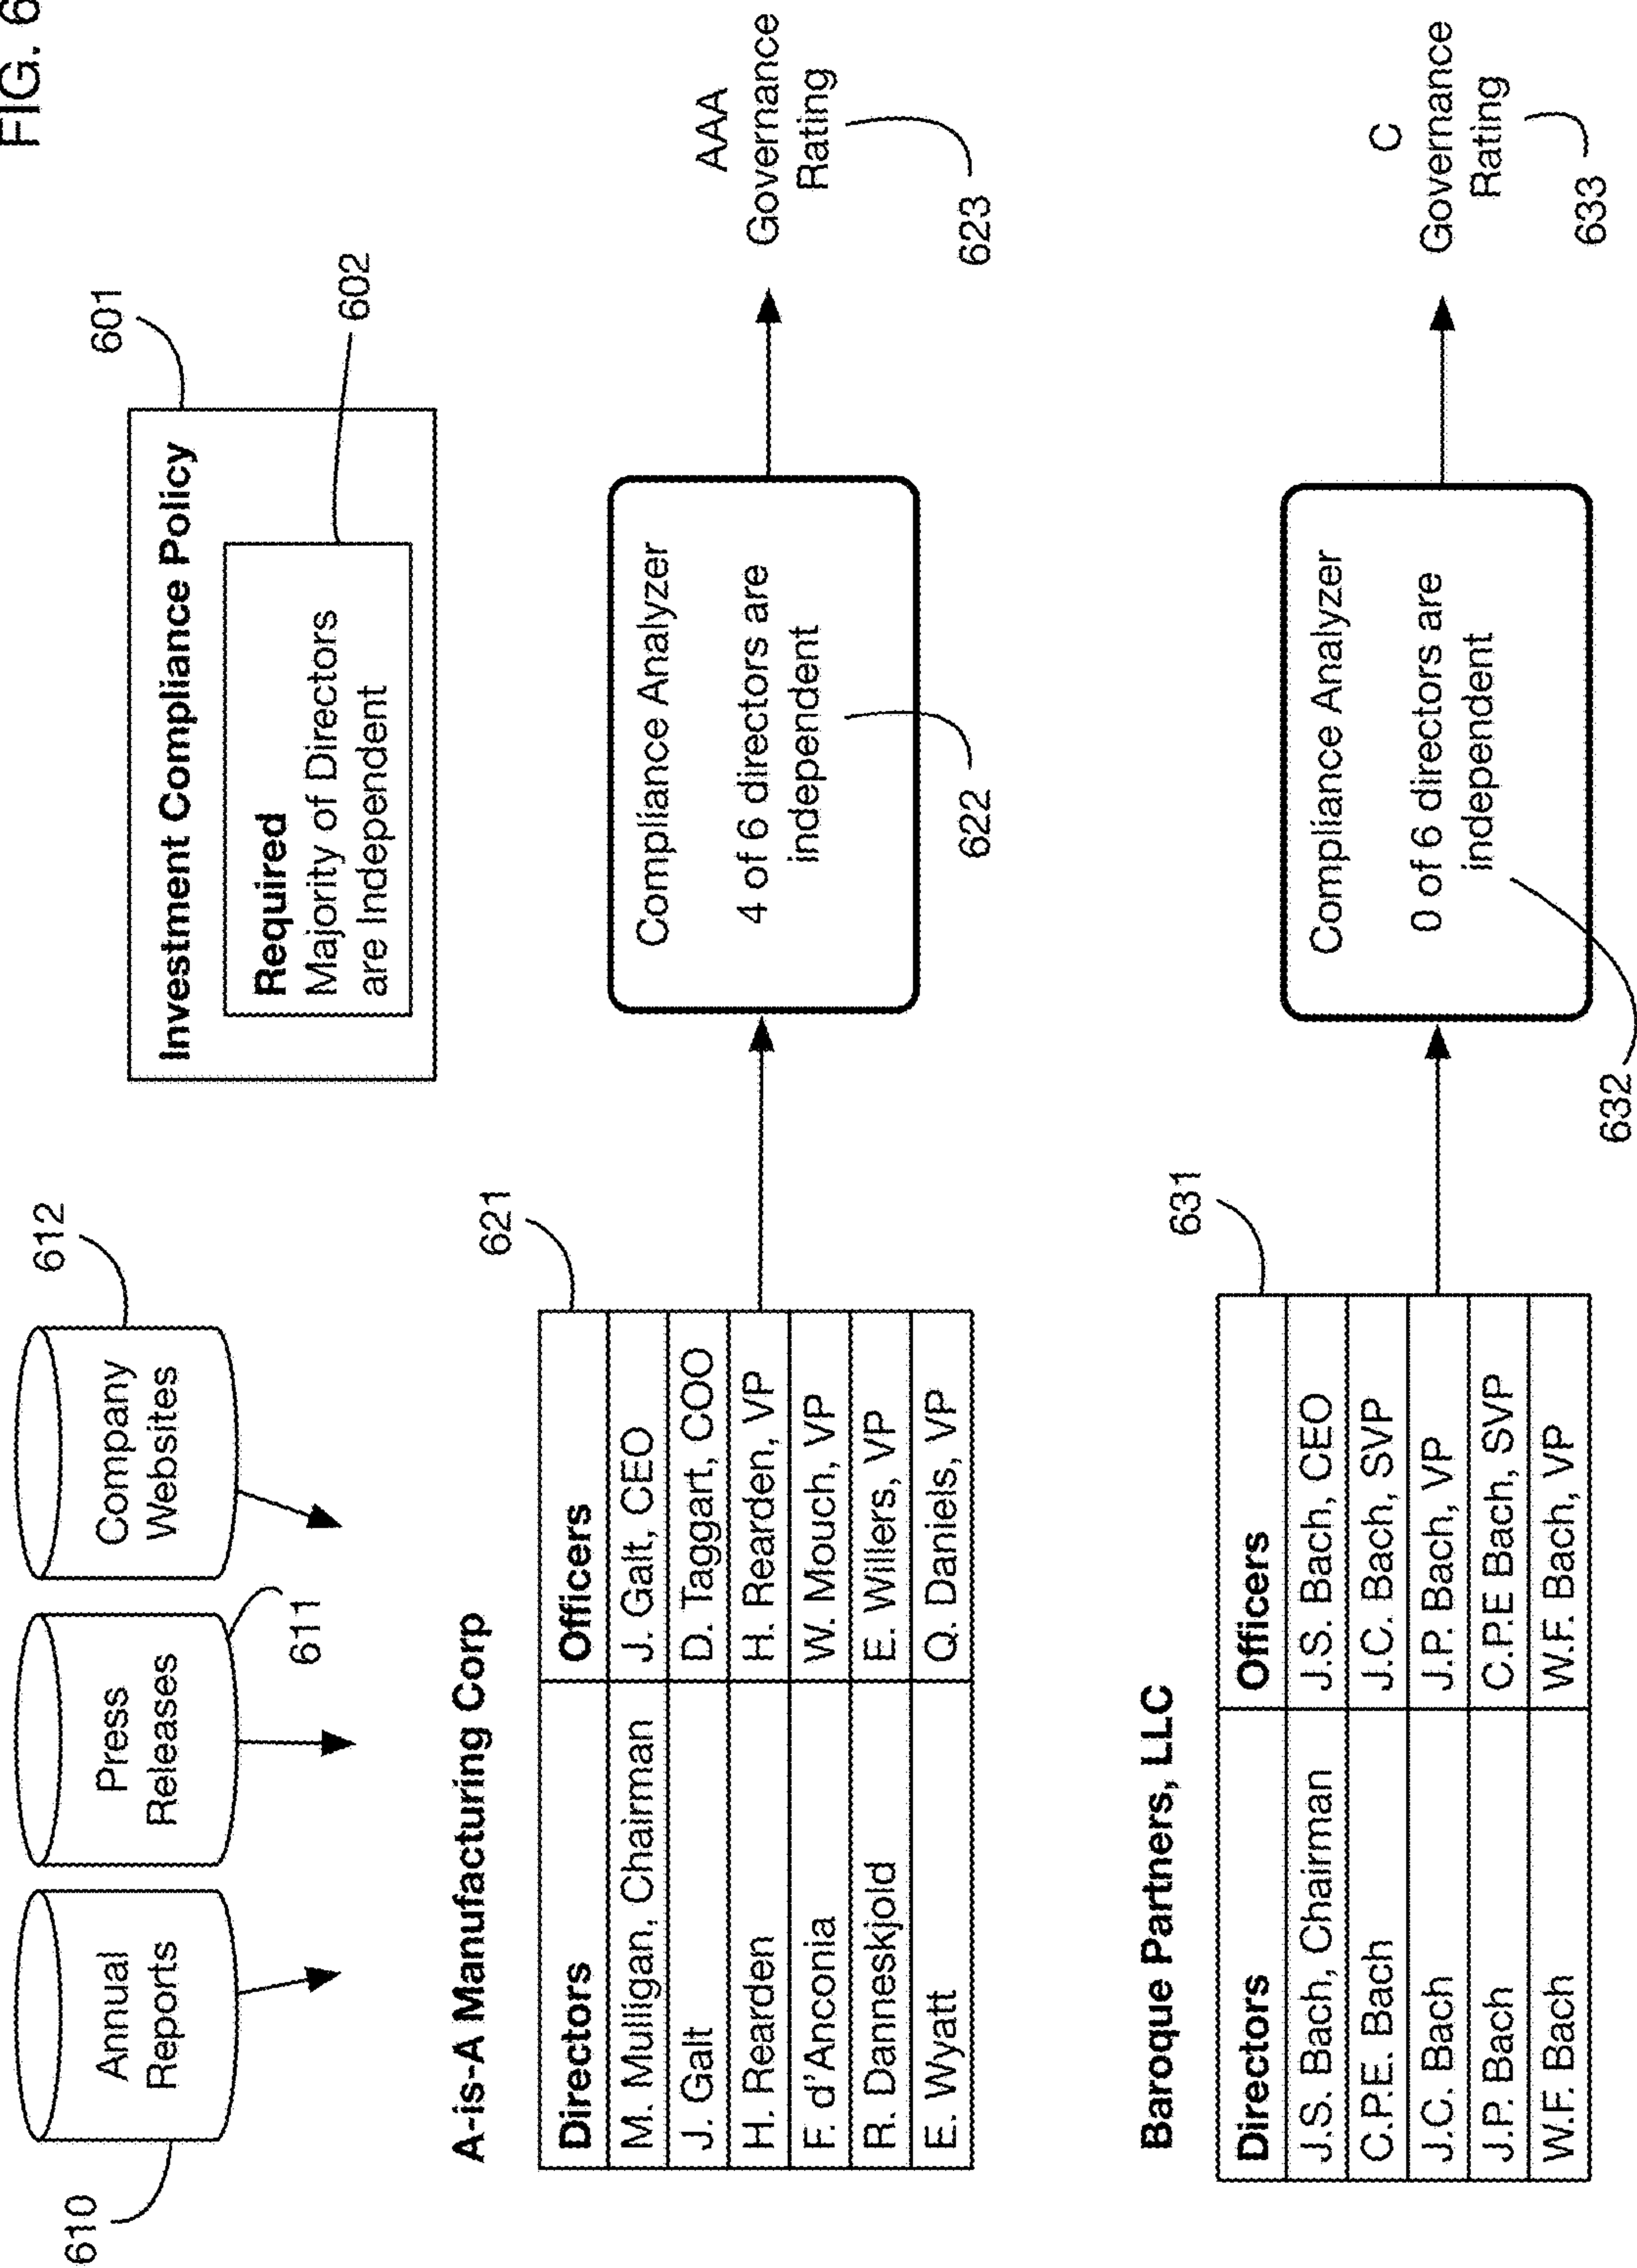 FIG. 6
610
Annual
Reports
Press
Releases
611
Company
Websites
612
Investment Compliance Policy
601
Required
Majority of Directors
are Independent
602
A-is-A Manufacturing Corp
Directors Officers
M. Mulligan, Chairman J. Galt, CEO
J. Galt D. Taggart, COO
H. Rearden H. Rearden, VP
F. d'Anconia W. Mouch, VP
R. Danneskjold E. Willers, VP
E. Wyatt Q. Daniels, VP
621
Compliance Analyzer
4 of 6 directors are
independent
622
AAA
Governance
Rating
623
Baroque Partners, LLC
Directors Officers
J.S. Bach, Chairman J.S. Bach, CEO
C.P.E. Bach J.C. Bach, SVP
J.C. Bach J.P. Bach, VP
J.P. Bach C.P.E Bach, SVP
W.F. Bach W.F. Bach, VP
631
Compliance Analyzer
0 of 6 directors are
independent
632
C
Governance
Rating
633